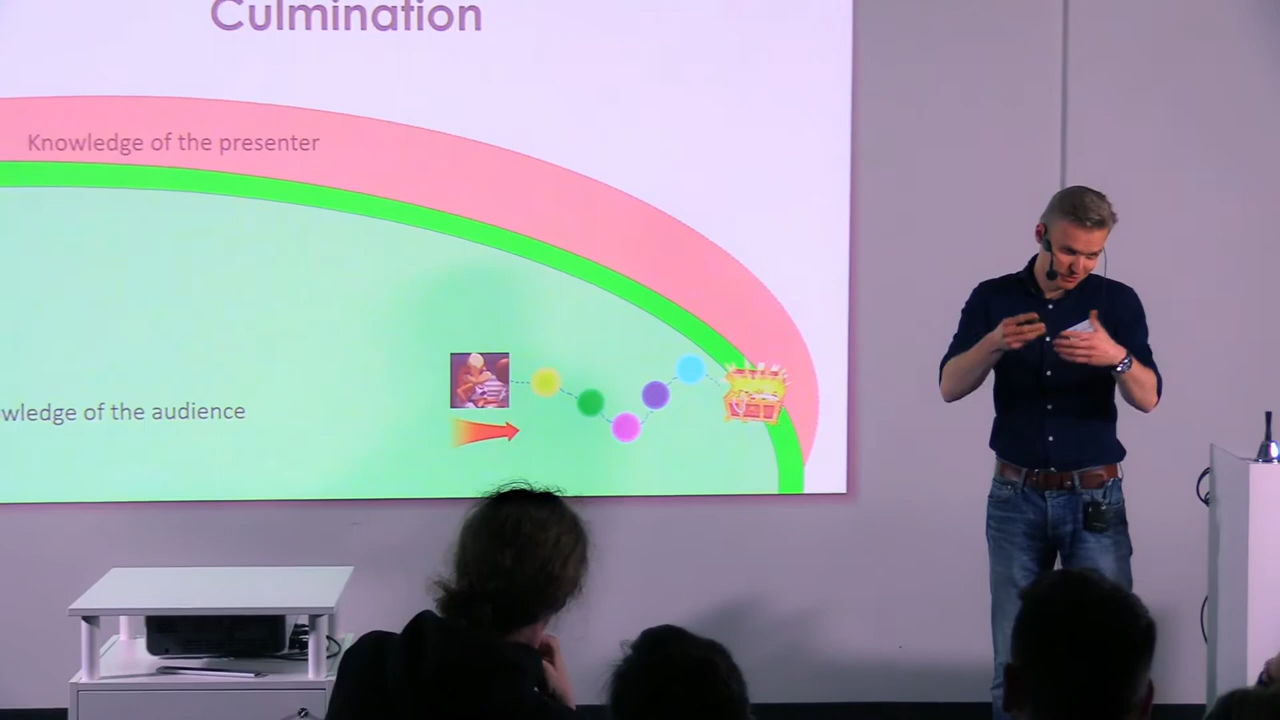 Culmination
Knowledge of the presenter
wledge of the audience